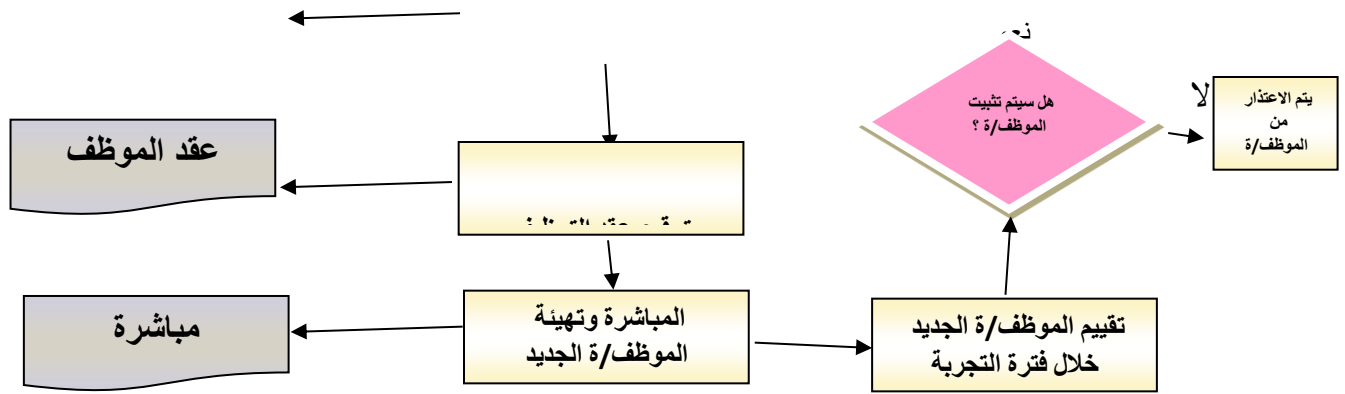 هل سيتم تثبيت
الموظف/ة ؟
لا
يتم الاعتذار
من
الموظف/ة
عقد الموظف
المباشرة وتهيئة
الموظف/ة الجديد
مباشرة
تقييم الموظف/ة الجديد
خلال فترة التجربة